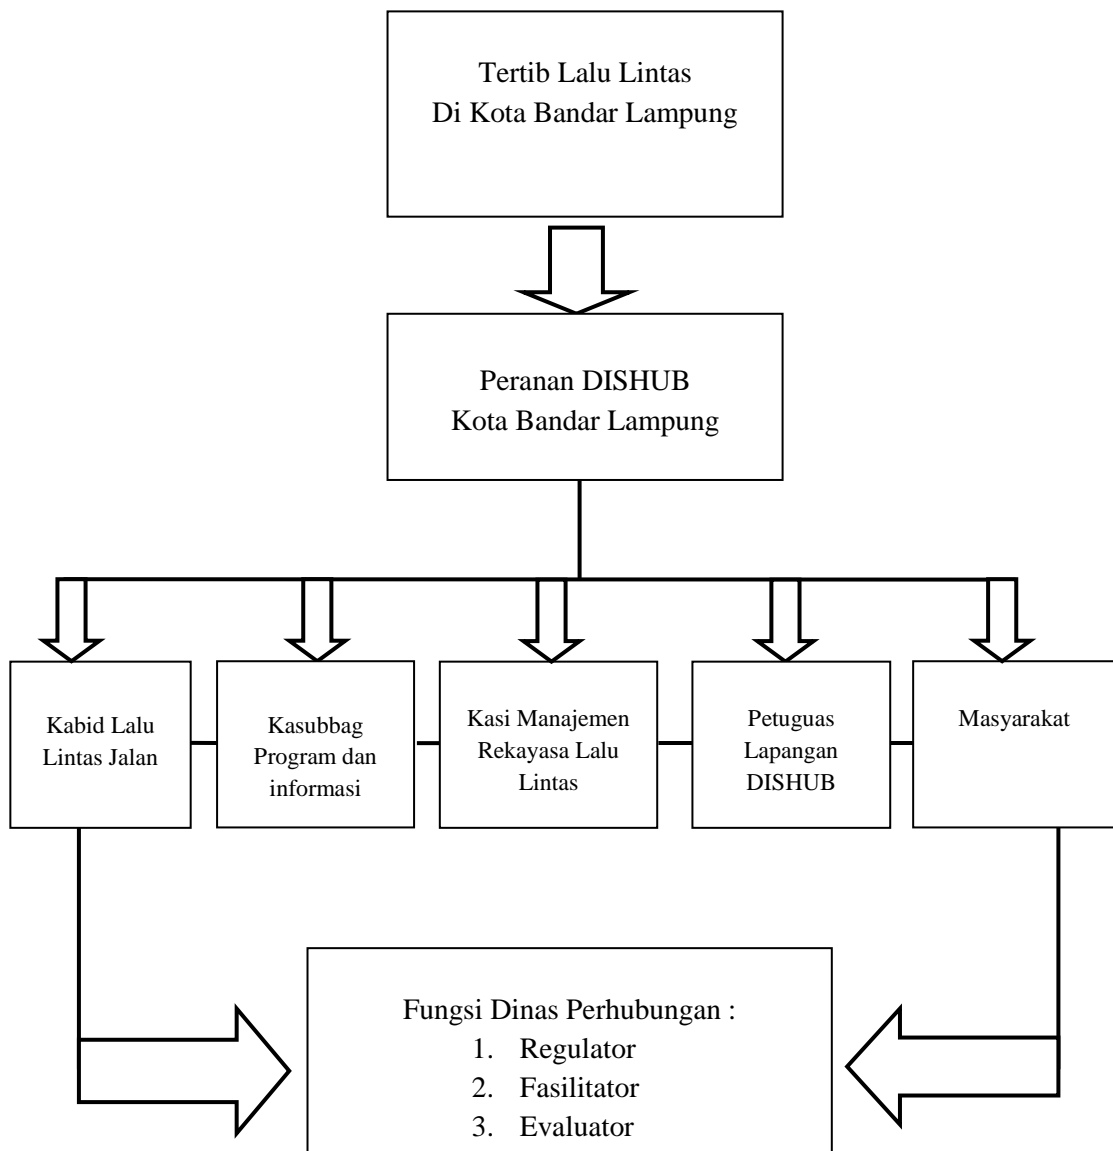 Tertib Lalu Lintas
Di Kota Bandar Lampung
Peranan DISHUB
Kota Bandar Lampung
Kabid Lalu
Lintas Jalan
Kasubbag
Program dan
informasi
Kasi Manajemen
Rekayasa Lalu
Lintas
Petuguas
Lapangan
DISHUB
Masyarakat
Fungsi Dinas Perhubungan :
1. Regulator
2. Fasilitator
3. Evaluator